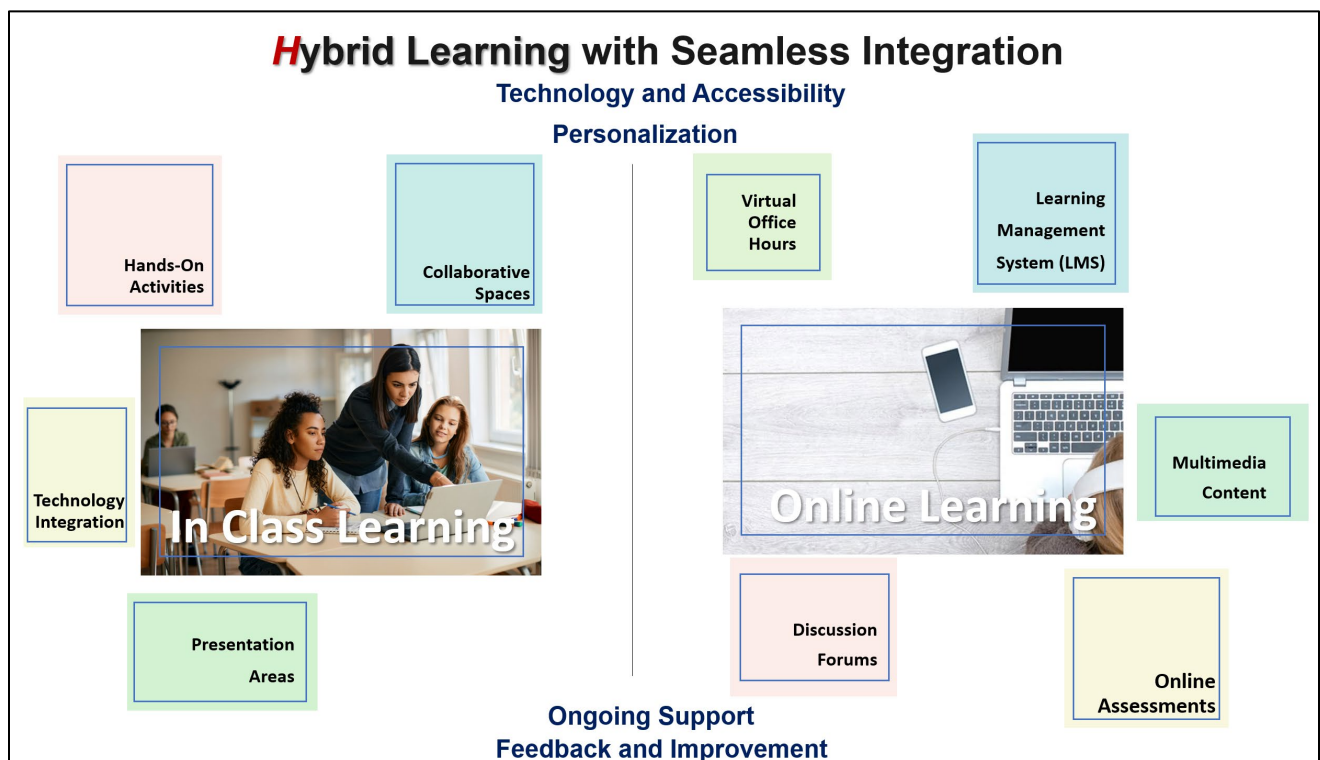 Hybrid Learning with Seamless Integration
Technology and Accessibility
Personalization
Hands-On
Activities
Collaborative
Spaces
Technology
Integration
In Class Learning
Presentation
Areas
Virtual
Office
Hours
Learning
Management
System (LMS)
Online Learning
Multimedia
Content
Discussion
Forums
Online
Assessments
Ongoing Support
Feedback and Improvement